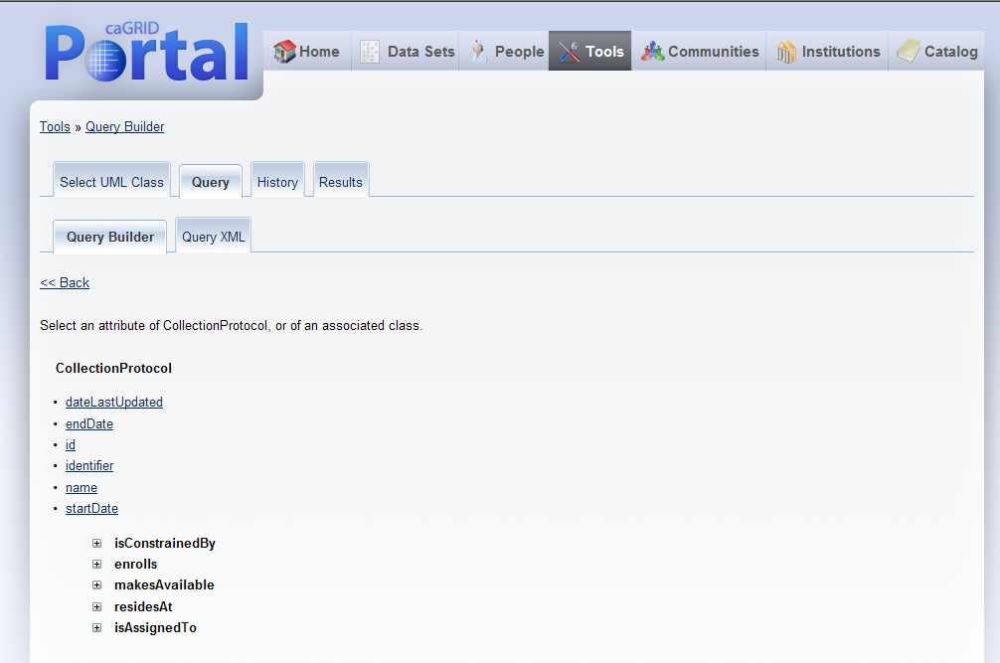 caGRID
Portal
Home Data Sets People Tools Communities Institutions Catalog
Tools » Query Builder
Select UML Class Query History Results
Query Builder Query XML
<< Back
Select an attribute of CollectionProtocol, or of an associated class.
CollectionProtocol
• dateLastUpdated
• endDate
• id
• identifier
• name
• startDate
isConstrainedBy
enrolls
makesAvailable
residesAt
isAssignedTo